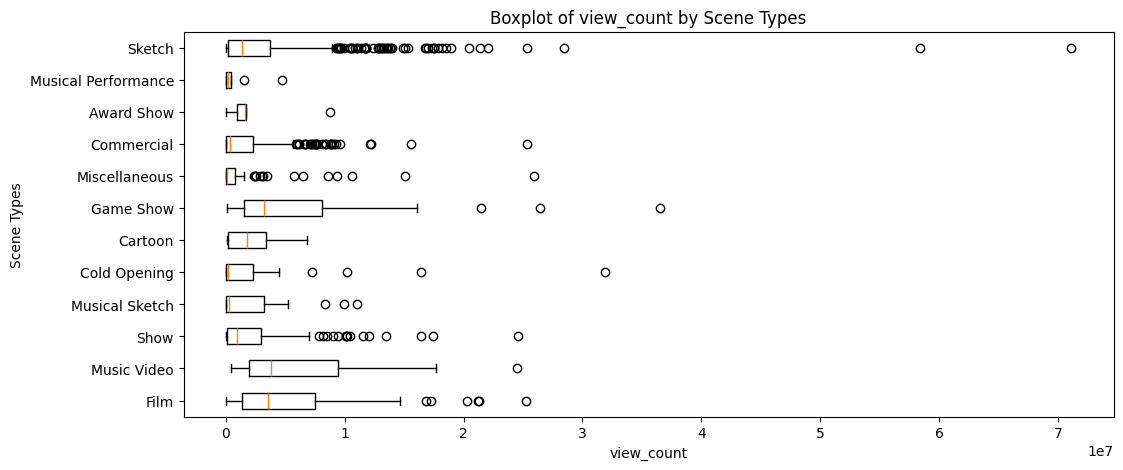 Boxplot of view_count by Scene Types
Scene Types
Sketch
Musical Performance
Award Show
Commercial
Miscellaneous
Game Show
Cartoon
Cold Opening
Musical Sketch
Show
Music Video
Film
0 1 2 3 4 5 6 7
1e7
view_count